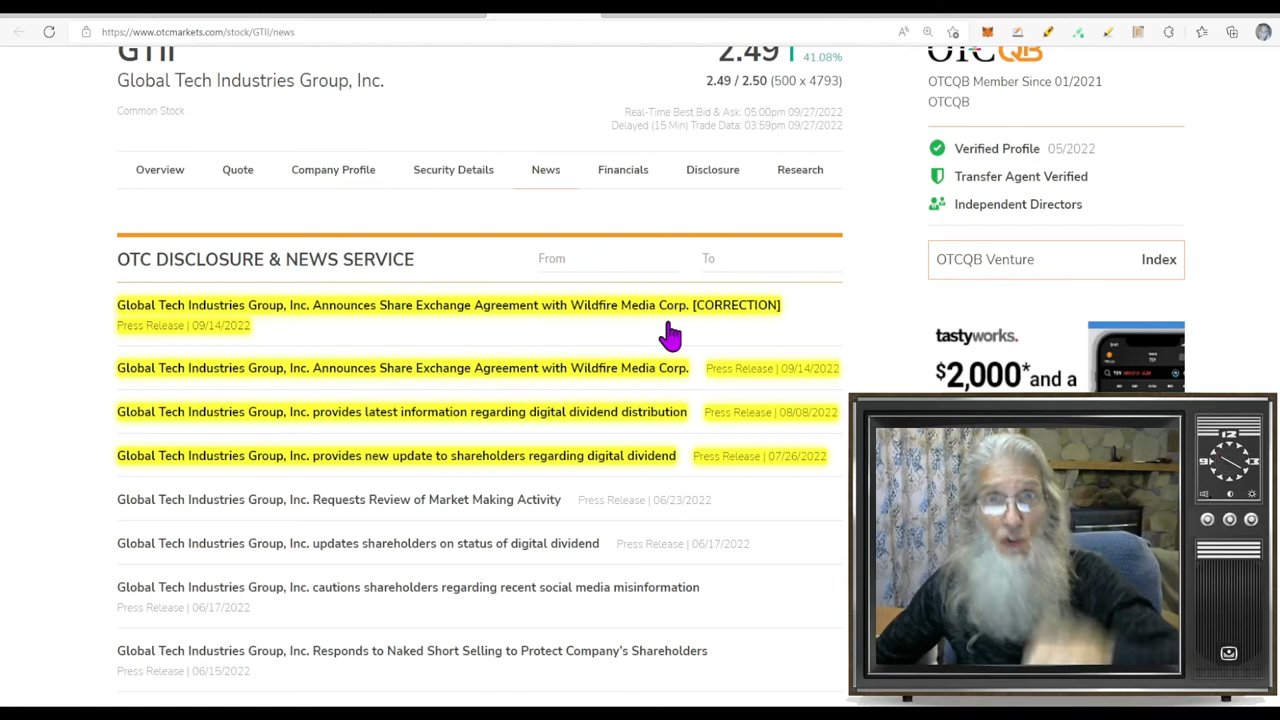 https://www.otcmarkets.com/stock/GTII/news
GTII
2.49 41.08%
Global Tech Industries Group, Inc.
2.49 / 2.50 (500 x 4793)
Common Stock
Real-Time Best Bid & Ask: 05:00pm 09/27/2022
Delayed (15 Min) Trade Data: 03:59pm 09/27/2022
Overview Quote Company Profile Security Details News Financials Disclosure Research
OTC DISCLOSURE & NEWS SERVICE From To
Global Tech Industries Group, Inc. Announces Share Exchange Agreement with Wildfire Media Corp. [CORRECTION]
Press Release | 09/14/2022
Global Tech Industries Group, Inc. Announces Share Exchange Agreement with Wildfire Media Corp. Press Release | 09/14/2022
Global Tech Industries Group, Inc. provides latest information regarding digital dividend distribution Press Release | 08/08/2022
Global Tech Industries Group, Inc. provides new update to shareholders regarding digital dividend Press Release | 07/26/2022
Global Tech Industries Group, Inc. Requests Review of Market Making Activity Press Release | 06/23/2022
Global Tech Industries Group, Inc. updates shareholders on status of digital dividend Press Release | 06/17/2022
Global Tech Industries Group, Inc. cautions shareholders regarding recent social media misinformation
Press Release | 06/17/2022
Global Tech Industries Group, Inc. Responds to Naked Short Selling to Protect Company's Shareholders
Press Release | 06/15/2022
OTCQB
OTCQB Member Since 01/2021
OTCQB
Verified Profile 05/2022
Transfer Agent Verified
Independent Directors
OTCQB Venture Index
tastyworks.
$2,000* and a
12
9 3